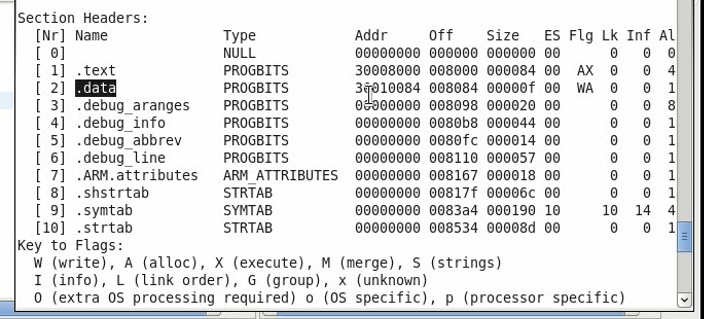 Section Headers:
[Nr] Name Type Addr Off Size ES Flg Lk Inf Al
[ 0] NULL 00000000 000000 000000 00 0 0 0
[ 1] .text PROGBITS 30008000 008000 000084 00 AX 0 0 4
[ 2] .data PROGBITS 30010084 008084 00000f 00 WA 0 0 1
[ 3] .debug_aranges PROGBITS 00000000 008098 000020 00 0 0 8
[ 4] .debug_info PROGBITS 00000000 0080b8 000044 00 0 0 1
[ 5] .debug_abbrev PROGBITS 00000000 0080fc 000014 00 0 0 1
[ 6] .debug_line PROGBITS 00000000 008110 000057 00 0 0 1
[ 7] .ARM.attributes ARM_ATTRIBUTES 00000000 008167 000018 00 0 0 1
[ 8] .shstrtab STRTAB 00000000 00817f 00006c 00 0 0 1
[ 9] .symtab SYMTAB 00000000 0083a4 000190 10 10 14 4
[10] .strtab STRTAB 00000000 008534 00008d 00 0 0 1
Key to Flags:
W (write), A (alloc), X (execute), M (merge), S (strings)
I (info), L (link order), G (group), x (unknown)
O (extra OS processing required) o (OS specific), p (processor specific)